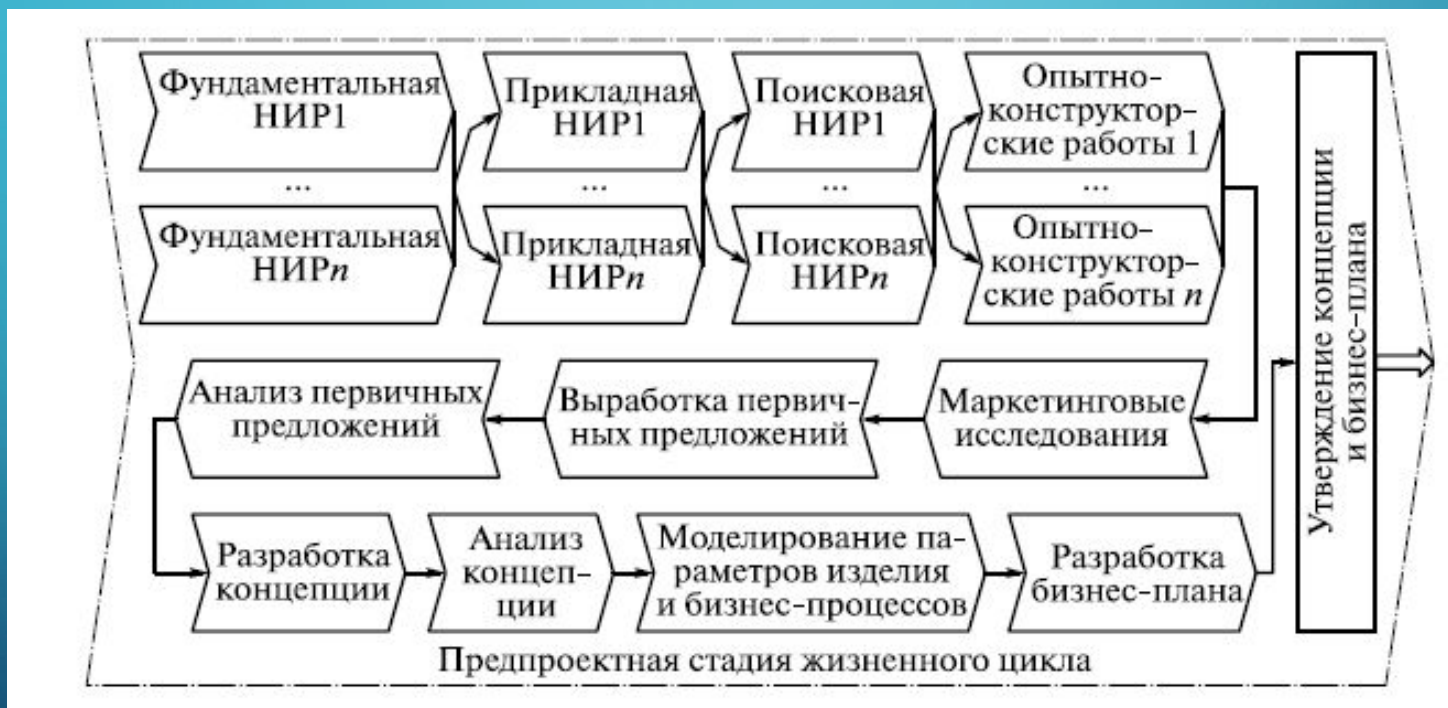 Фундаментальная
НИР1
Прикладная
НИР1
Поисковая
НИР1
Опытно-
конструктор-
ские работы 1
...
...
...
...
Фундаментальная
НИРn
Прикладная
НИРn
Поисковая
НИРn
Опытно-
конструктор-
ские работы n
Анализ первичных
предложений
Выработка первич-
ных предложений
Маркетинговые
исследования
Разработка
концепции
Анализ
концеп-
ции
Моделирование па-
раметров изделия
и бизнес-процессов
Разработка
бизнес-плана
Утверждение концепции
и бизнес-плана
Предпроектная стадия жизненного цикла